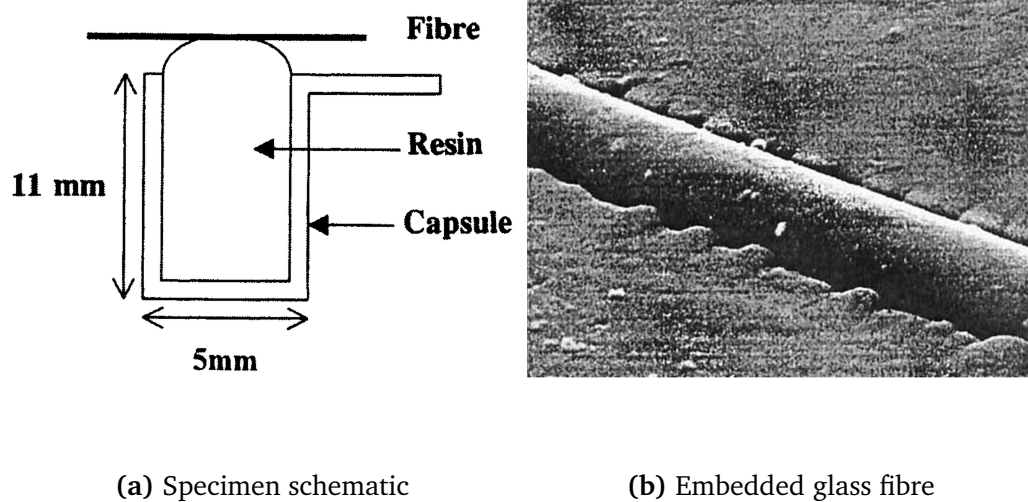 Fibre
Resin
11 mm
Capsule
5mm
(a) Specimen schematic
(b) Embedded glass fibre